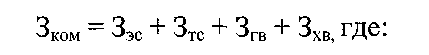 Зком = Зэс + Зтс + Згв + Зхв, где: